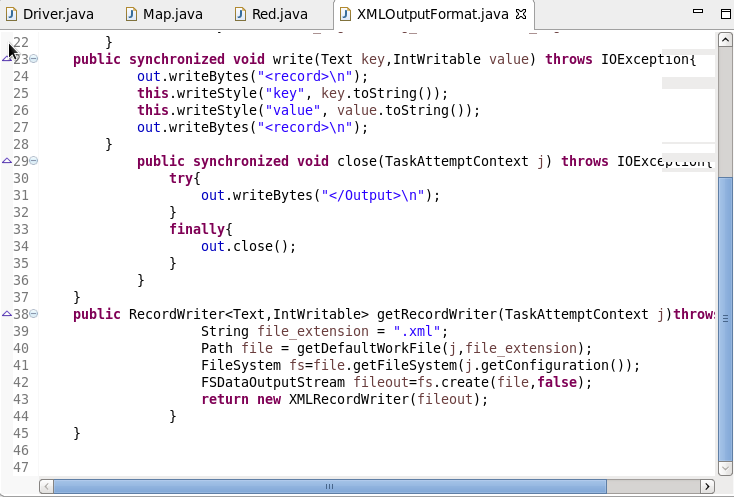 Driver.java Map.java Red.java XMLOutputFormat.java
22 }
23 public synchronized void write(Text key,IntWritable value) throws IOException{
24 out.writeBytes("<record>\n");
25 this.writeStyle("key", key.toString());
26 this.writeStyle("value", value.toString());
27 out.writeBytes("<record>\n");
28 }
29 public synchronized void close(TaskAttemptContext j) throws IOException{
30 try{
31 out.writeBytes("</Output>\n");
32 }
33 finally{
34 out.close();
35 }
36 }
37 }
38 public RecordWriter<Text,IntWritable> getRecordWriter(TaskAttemptContext j)throws
39 String file_extension = ".xml";
40 Path file = getDefaultWorkFile(j,file_extension);
41 FileSystem fs=file.getFileSystem(j.getConfiguration());
42 FSDataOutputStream fileout=fs.create(file,false);
43 return new XMLRecordWriter(fileout);
44 }
45 }
46
47